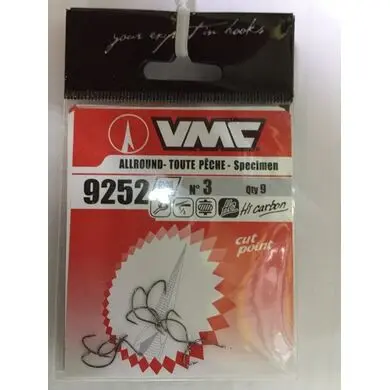 your expert in hooks
VMC
ALLROUND- TOUTE PÊCHE - Specimen
9252 N° 3 Qty 9
Hi carbon
cut
point